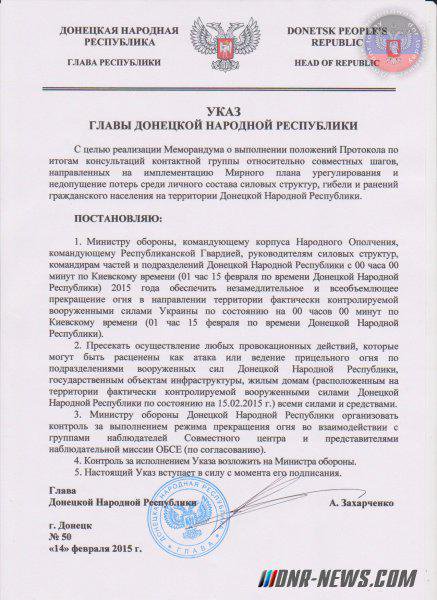 ДОНЕЦКАЯ НАРОДНАЯ
РЕСПУБЛИКА
ГЛАВА РЕСПУБЛИКИ
DONETSK PEOPLE'S
REPUBLIC
HEAD OF REPUBLIC
УКАЗ
ГЛАВЫ ДОНЕЦКОЙ НАРОДНОЙ РЕСПУБЛИКИ
С целью реализации Меморандума о выполнении положений Протокола по
итогам консультаций контактной группы относительно совместных шагов,
направленных на имплементацию Мирного плана урегулирования и
недопущение потерь среди личного состава силовых структур, гибели и ранений
гражданского населения на территории Донецкой Народной Республики.
ПОСТАНОВЛЯЮ:
1. Министру обороны, командующему корпуса Народного Ополчения,
командующему Республиканской Гвардией, руководителям силовых структур,
командирам частей и подразделений Донецкой Народной Республики с 00 часа 00
минут по Киевскому времени (01 час 15 февраля по времени Донецкой Народной
Республики) 2015 года обеспечить незамедлительное и всеобъемлющее
прекращение огня в направлении территории фактически контролируемой
вооруженными силами Украины по состоянию на 00 часов 00 минут по
Киевскому времени (01 час 15 февраля по времени Донецкой Народной
Республики).
2. Пресекать осуществление любых провокационных действий, которые
могут быть расценены как атака или ведение прицельного огня по
подразделениями вооруженных сил Донецкой Народной Республики,
государственным объектам инфраструктуры, жилым домам (расположенным на
территории фактически контролируемой вооруженными силами Донецкой
Народной Республики по состоянию на 15.02.2015 г.) всеми силами и средствами.
3. Министру обороны Донецкой Народной Республики организовать
контроль за выполнением режима прекращения огня во взаимодействии с
группами наблюдателей Совместного центра и представителями
наблюдательной миссии ОБСЕ (по согласованию).
4. Контроль за исполнением Указа возложить на Министра обороны.
5. Настоящий Указ вступает в силу с момента его подписания.
Глава
Донецкой Народной Республики А. Захарченко
г. Донецк
№ 50
«14» февраля 2015 г.
ДОНЕЦКАЯ НАРОДНАЯ РЕСПУБЛИКА
ГЛАВА
DNR-NEWS.COM